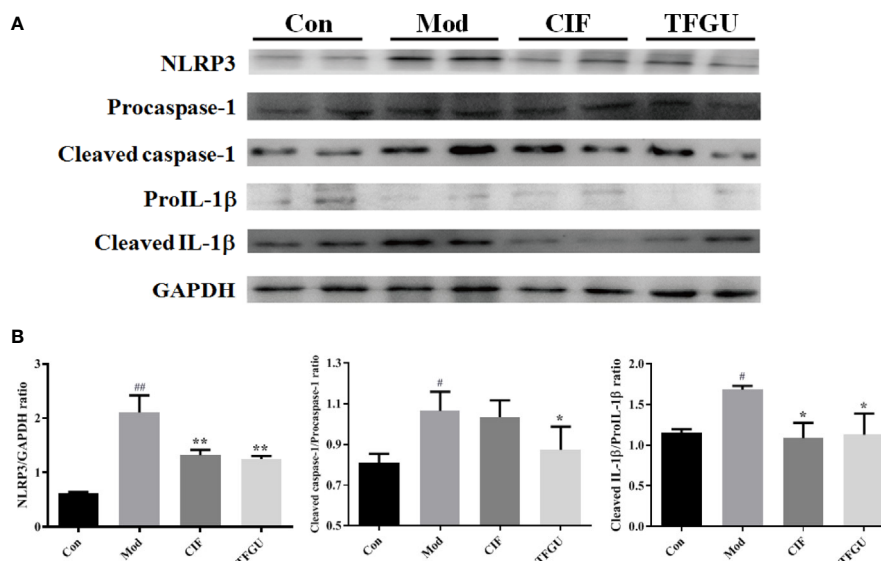 A
Con Mod CIF TFGU
NLRP3
Procaspase-1
Cleaved caspase-1
ProIL-1β
Cleaved IL-1β
GAPDH
B
NLRP3/GAPDH ratio
3
2
1
0
##
**
**
Con Mod CIF TFGU
Cleaved caspase-1/Procaspase-1 ratio
1.3
1.1
0.9
0.7
0.5
#
*
Con Mod CIF TFGU
Cleaved IL-1β/ProIL-1β ratio
2.0
1.5
1.0
0.5
0.0
#
*
*
Con Mod CIF TFGU